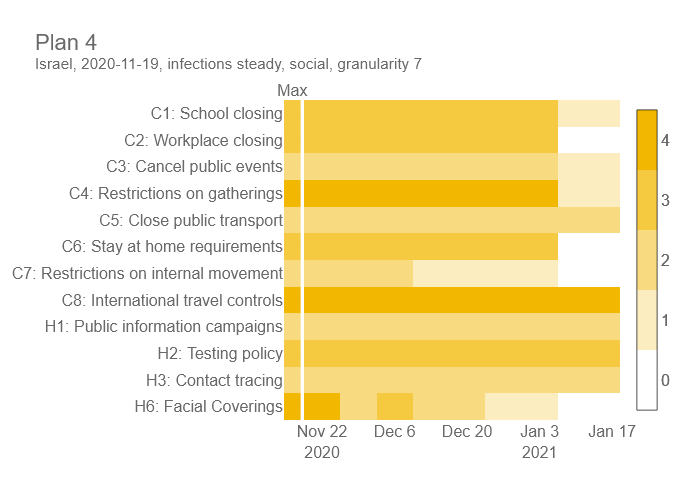 Plan 4
Israel, 2020-11-19, infections steady, social, granularity 7
Max
C1: School closing
C2: Workplace closing
C3: Cancel public events
C4: Restrictions on gatherings
C5: Close public transport
C6: Stay at home requirements
C7: Restrictions on internal movement
C8: International travel controls
H1: Public information campaigns
H2: Testing policy
H3: Contact tracing
H6: Facial Coverings
4
3
2
1
0
Nov 22 Dec 6 Dec 20 Jan 3 Jan 17
2020 2021